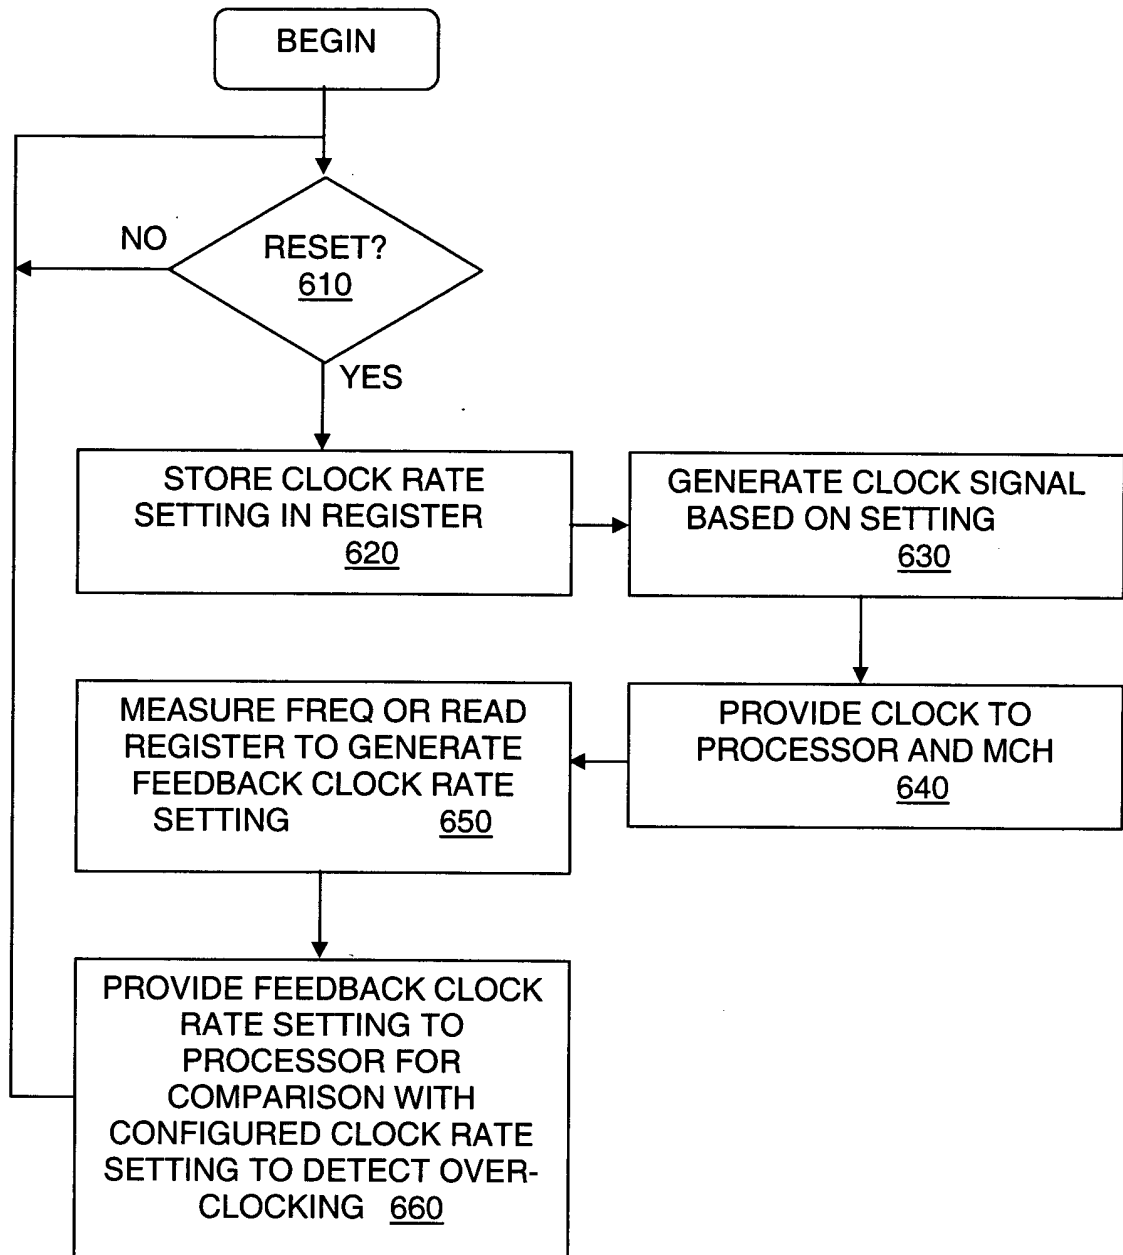 BEGIN
NO
RESET?
610
YES
STORE CLOCK RATE
SETTING IN REGISTER
620
GENERATE CLOCK SIGNAL
BASED ON SETTING
630
MEASURE FREQ OR READ
REGISTER TO GENERATE
FEEDBACK CLOCK RATE
SETTING 650
PROVIDE CLOCK TO
PROCESSOR AND MCH
640
PROVIDE FEEDBACK CLOCK
RATE SETTING TO
PROCESSOR FOR
COMPARISON WITH
CONFIGURED CLOCK RATE
SETTING TO DETECT OVER-
CLOCKING 660